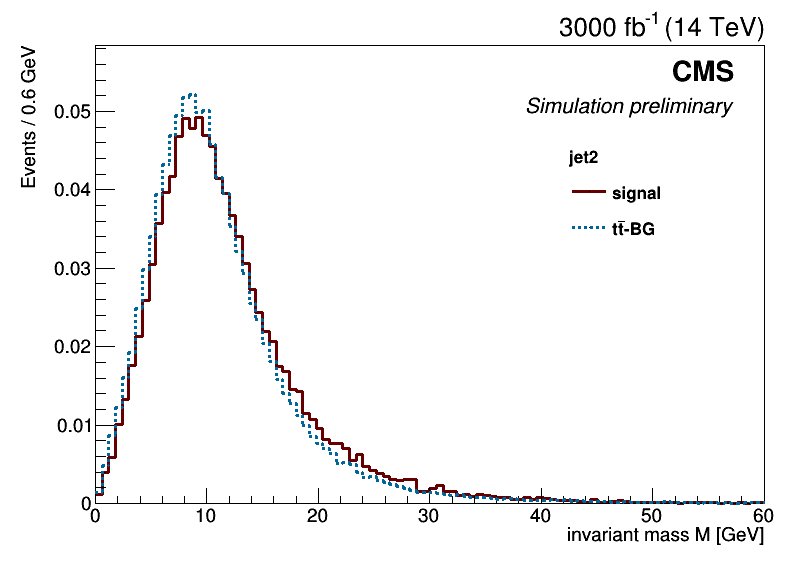 3000 fb⁻¹ (14 TeV)
CMS
Simulation preliminary
jet2
signal
tt̄-BG
Events / 0.6 GeV
0.05
0.04
0.03
0.02
0.01
0
0 10 20 30 40 50 60
invariant mass M [GeV]